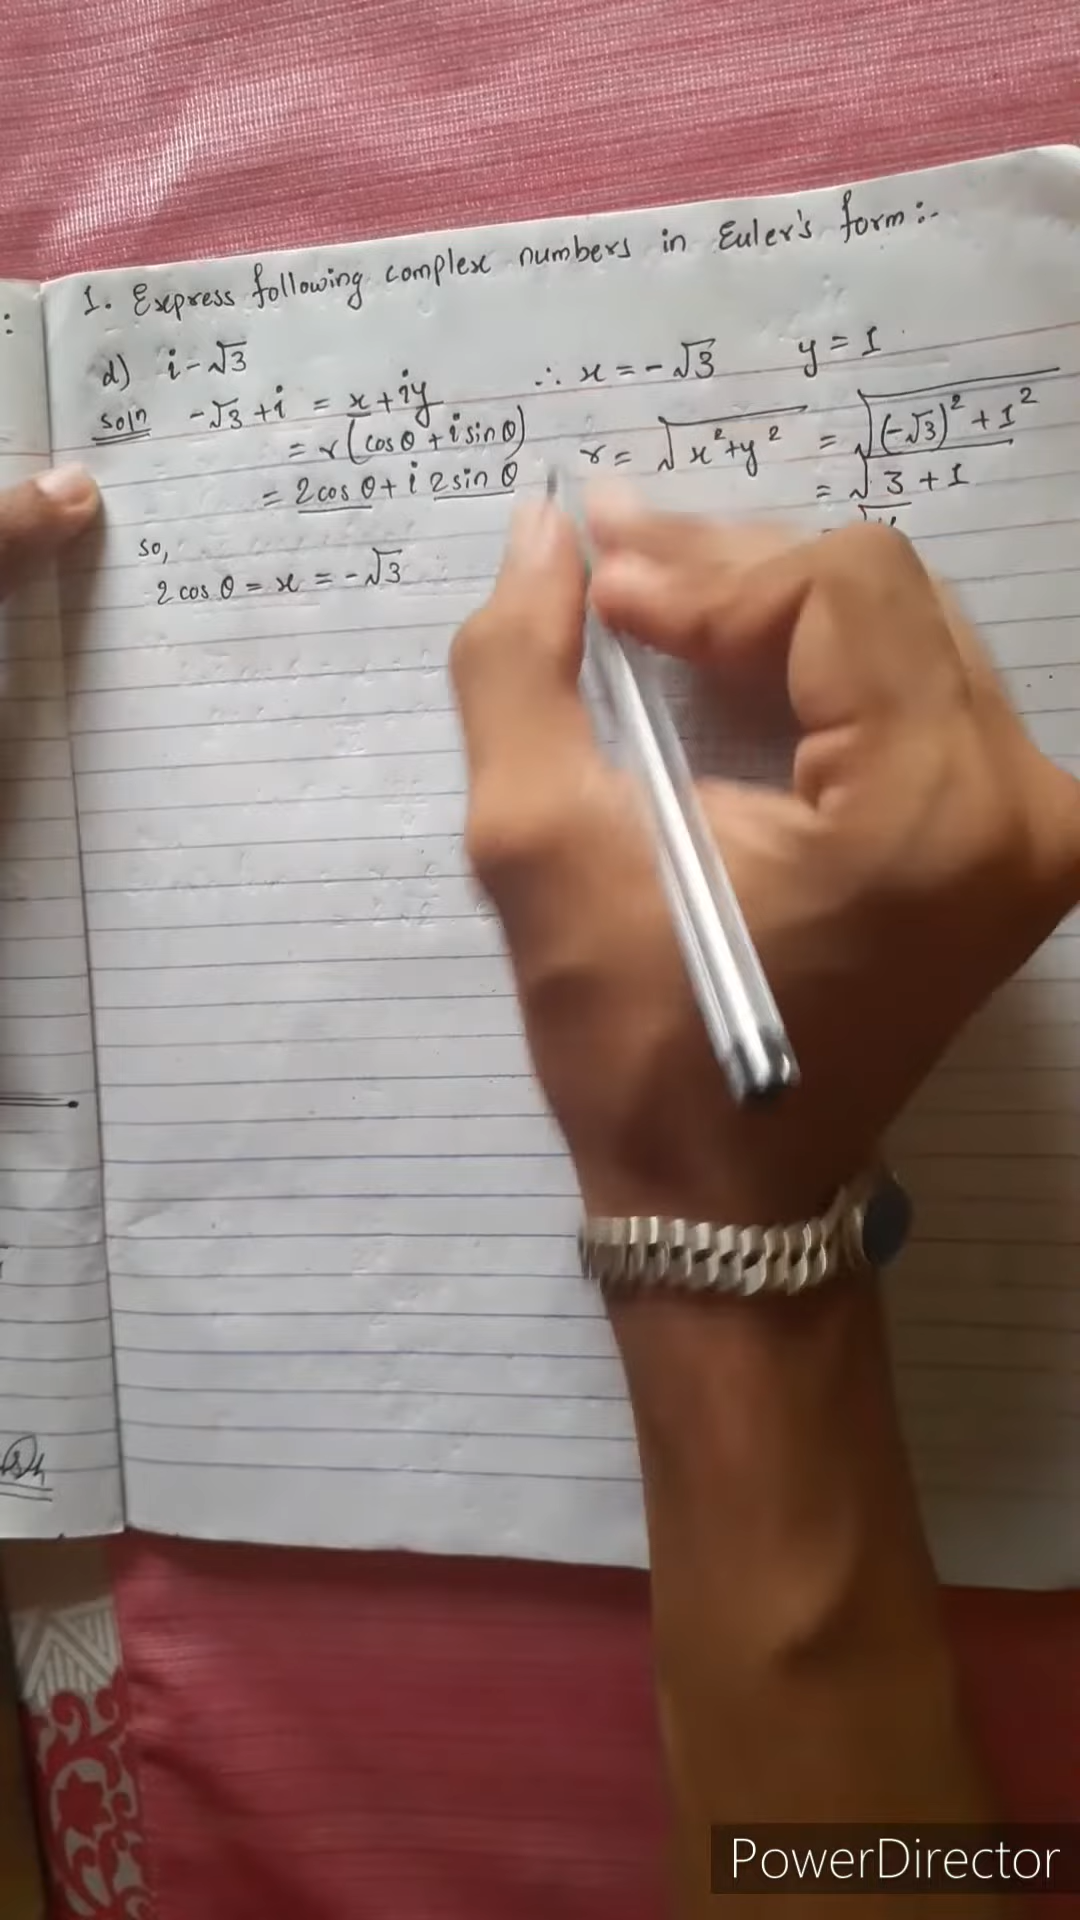 1. Express following complex numbers in Euler's form :-
d) i - √3
soln -√3 + i = x + iy ∴ x = -√3 y = 1
= r (cos θ + i sin θ) r = √x² + y² = √(-√3)² + 1²
= 2 cos θ + i 2 sin θ = √3 + 1
so,
2 cos θ = x = -√3
PowerDirector